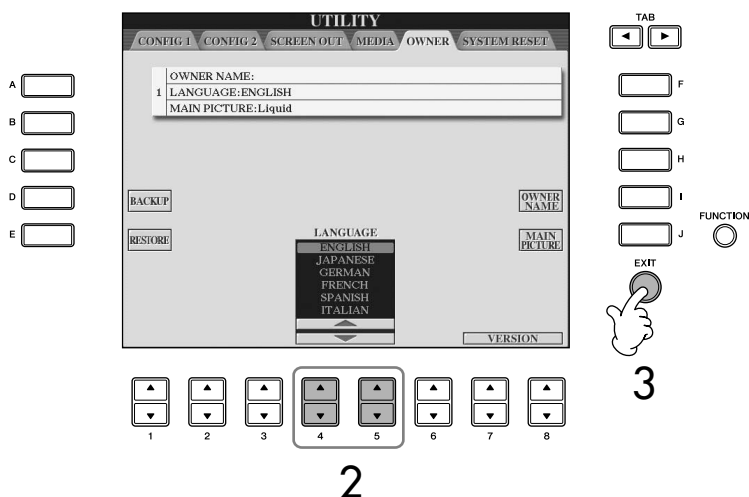 UTILITY
TAB
CONFIG 1 CONFIG 2 SCREEN OUT MEDIA OWNER SYSTEM RESET
OWNER NAME:
1 LANGUAGE:ENGLISH
MAIN PICTURE:Liquid
A
B
C
D
E
F
G
H
I
J
BACKUP
RESTORE
OWNER
NAME
MAIN
PICTURE
LANGUAGE
ENGLISH
JAPANESE
GERMAN
FRENCH
SPANISH
ITALIAN
VERSION
FUNCTION
EXIT
3
1 2 3 4 5 6 7 8
2